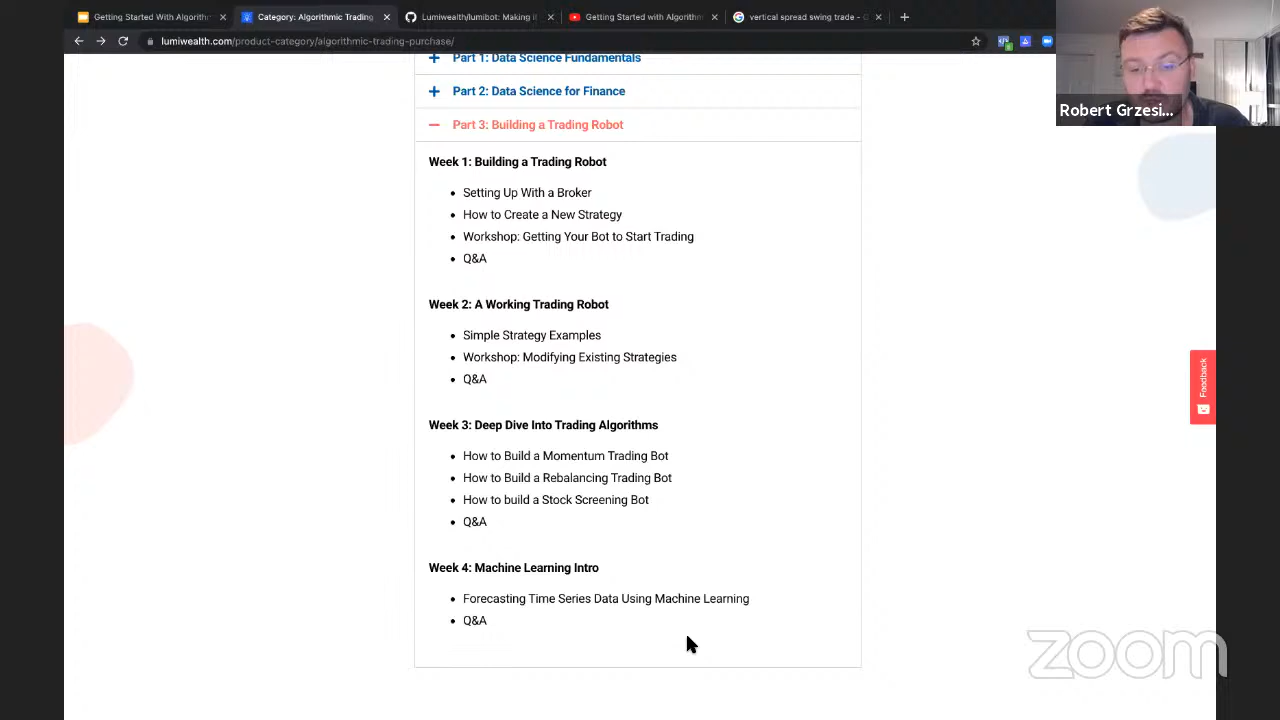 Getting Started With Algorithm
Category: Algorithmic Trading
Lumiwealth/lumibot: Making it
Getting Started with Algorithm
vertical spread swing trade - G
lumiwealth.com/product-category/algorithmic-trading-purchase/
Robert Grzesi...
Part 1: Data Science Fundamentals
Part 2: Data Science for Finance
Part 3: Building a Trading Robot
Week 1: Building a Trading Robot
Setting Up With a Broker
How to Create a New Strategy
Workshop: Getting Your Bot to Start Trading
Q&A
Week 2: A Working Trading Robot
Simple Strategy Examples
Workshop: Modifying Existing Strategies
Q&A
Week 3: Deep Dive Into Trading Algorithms
How to Build a Momentum Trading Bot
How to Build a Rebalancing Trading Bot
How to build a Stock Screening Bot
Q&A
Week 4: Machine Learning Intro
Forecasting Time Series Data Using Machine Learning
Q&A
Feedback
zoom